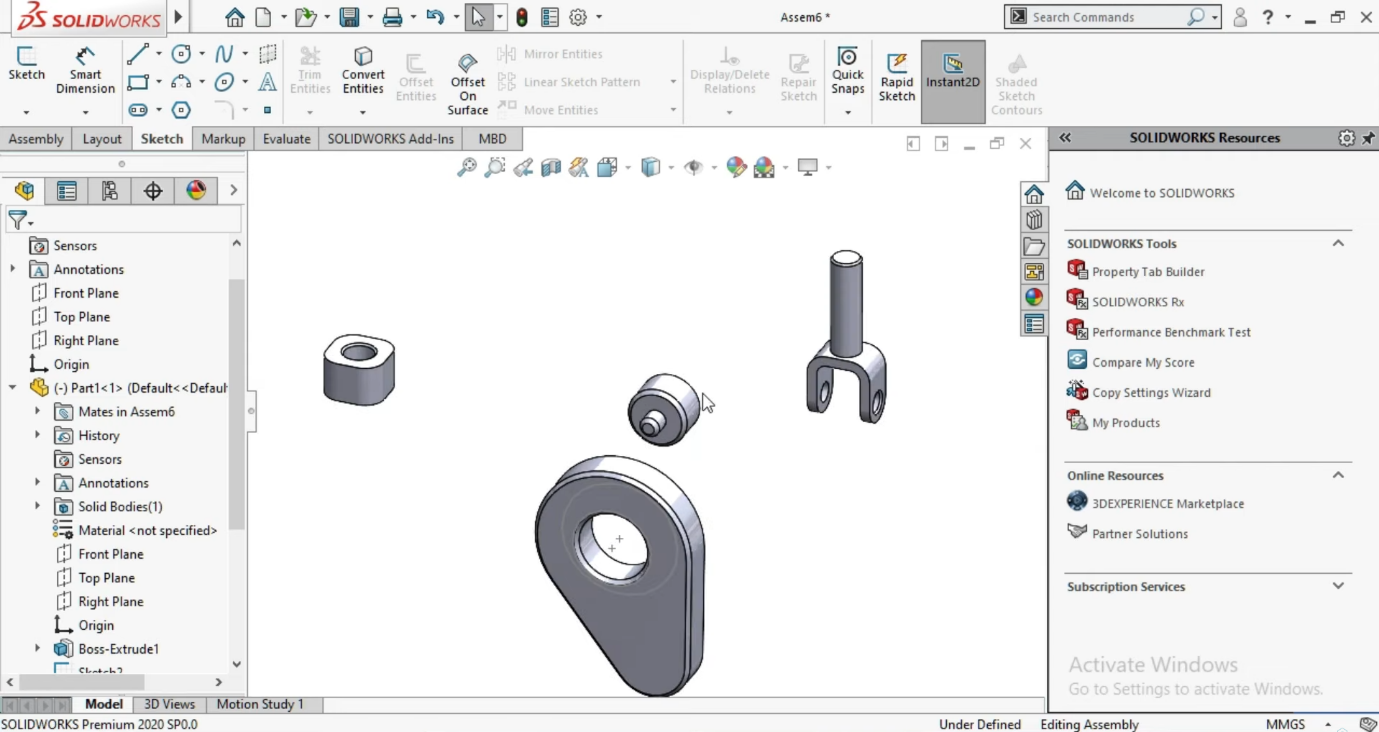 SOLIDWORKS
Assem6 *
Search Commands
?
Sketch
Smart Dimension
Trim Entities
Convert Entities
Offset Entities
Offset On Surface
Mirror Entities
Linear Sketch Pattern
Move Entities
Display/Delete Relations
Repair Sketch
Quick Snaps
Rapid Sketch
Instant2D
Shaded Sketch Contours
Assembly Layout Sketch Markup Evaluate SOLIDWORKS Add-Ins MBD
Sensors
Annotations
Front Plane
Top Plane
Right Plane
Origin
(-) Part1<1> (Default<<Defaul
Mates in Assem6
History
Sensors
Annotations
Solid Bodies(1)
Material <not specified>
Front Plane
Top Plane
Right Plane
Origin
Boss-Extrude1
Sketch2
SOLIDWORKS Resources
Welcome to SOLIDWORKS
SOLIDWORKS Tools
Property Tab Builder
SOLIDWORKS Rx
Performance Benchmark Test
Compare My Score
Copy Settings Wizard
My Products
Online Resources
3DEXPERIENCE Marketplace
Partner Solutions
Subscription Services
Activate Windows
Go to Settings to activate Windows.
Model 3D Views Motion Study 1
SOLIDWORKS Premium 2020 SP0.0 Under Defined Editing Assembly MMGS